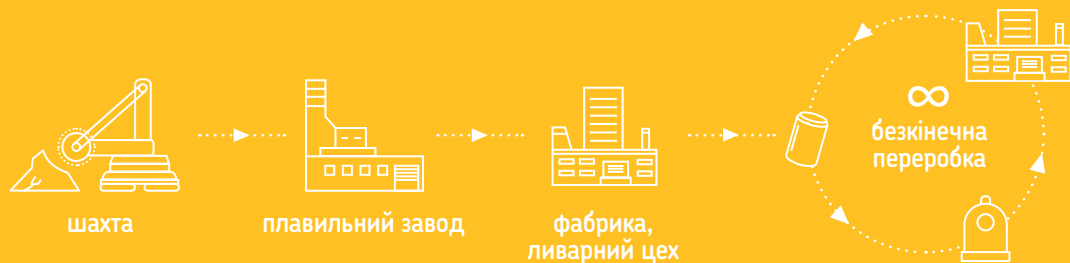 ∞
безкінечна
переробка
шахта
плавильний завод
фабрика,
ливарний цех